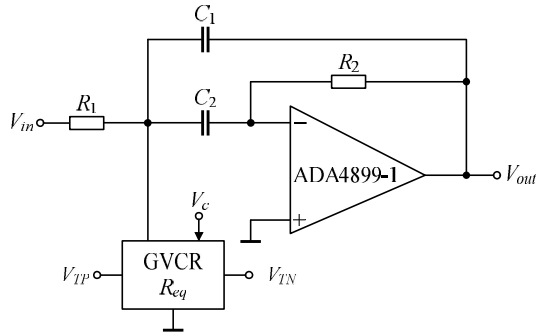 C1
R2
R1
C2
Vin
−
ADA4899-1
Vout
Vc
+
GVCR
VTP
VTN
Req